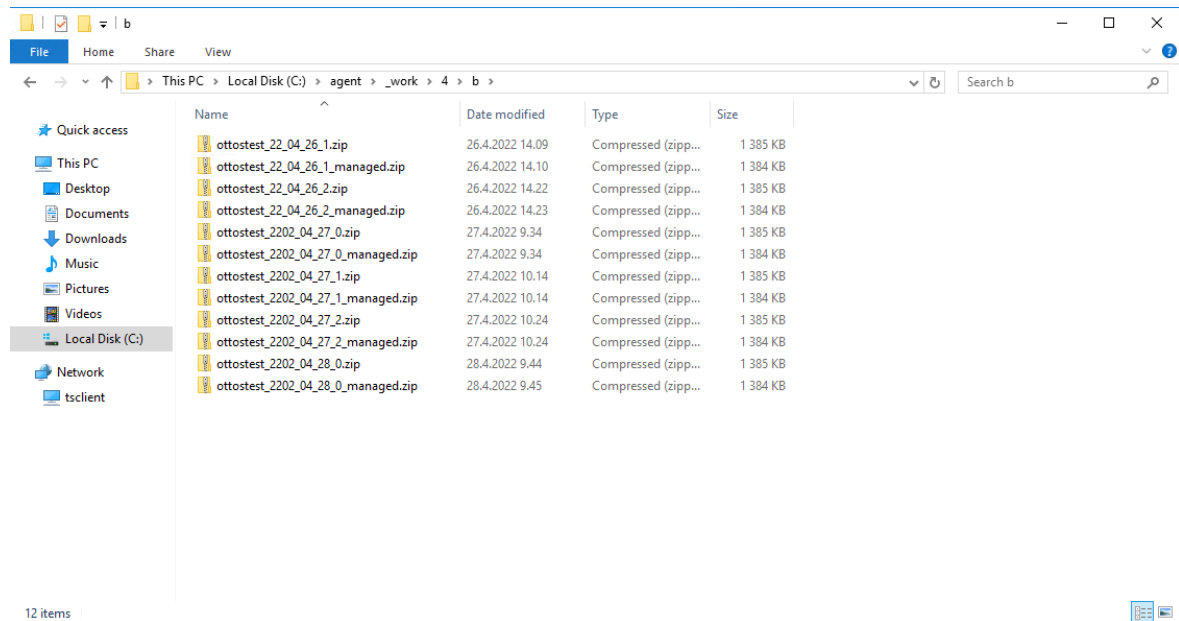 b
File Home Share View
This PC > Local Disk (C:) > agent > _work > 4 > b >
Search b
Name Date modified Type Size
Quick access
This PC
Desktop
Documents
Downloads
Music
Pictures
Videos
Local Disk (C:)
Network
tsclient
ottostest_22_04_26_1.zip 26.4.2022 14.09 Compressed (zipp... 1 385 KB
ottostest_22_04_26_1_managed.zip 26.4.2022 14.10 Compressed (zipp... 1 384 KB
ottostest_22_04_26_2.zip 26.4.2022 14.22 Compressed (zipp... 1 385 KB
ottostest_22_04_26_2_managed.zip 26.4.2022 14.23 Compressed (zipp... 1 384 KB
ottostest_2202_04_27_0.zip 27.4.2022 9.34 Compressed (zipp... 1 385 KB
ottostest_2202_04_27_0_managed.zip 27.4.2022 9.34 Compressed (zipp... 1 384 KB
ottostest_2202_04_27_1.zip 27.4.2022 10.14 Compressed (zipp... 1 385 KB
ottostest_2202_04_27_1_managed.zip 27.4.2022 10.14 Compressed (zipp... 1 384 KB
ottostest_2202_04_27_2.zip 27.4.2022 10.24 Compressed (zipp... 1 385 KB
ottostest_2202_04_27_2_managed.zip 27.4.2022 10.24 Compressed (zipp... 1 384 KB
ottostest_2202_04_28_0.zip 28.4.2022 9.44 Compressed (zipp... 1 385 KB
ottostest_2202_04_28_0_managed.zip 28.4.2022 9.45 Compressed (zipp... 1 384 KB
12 items